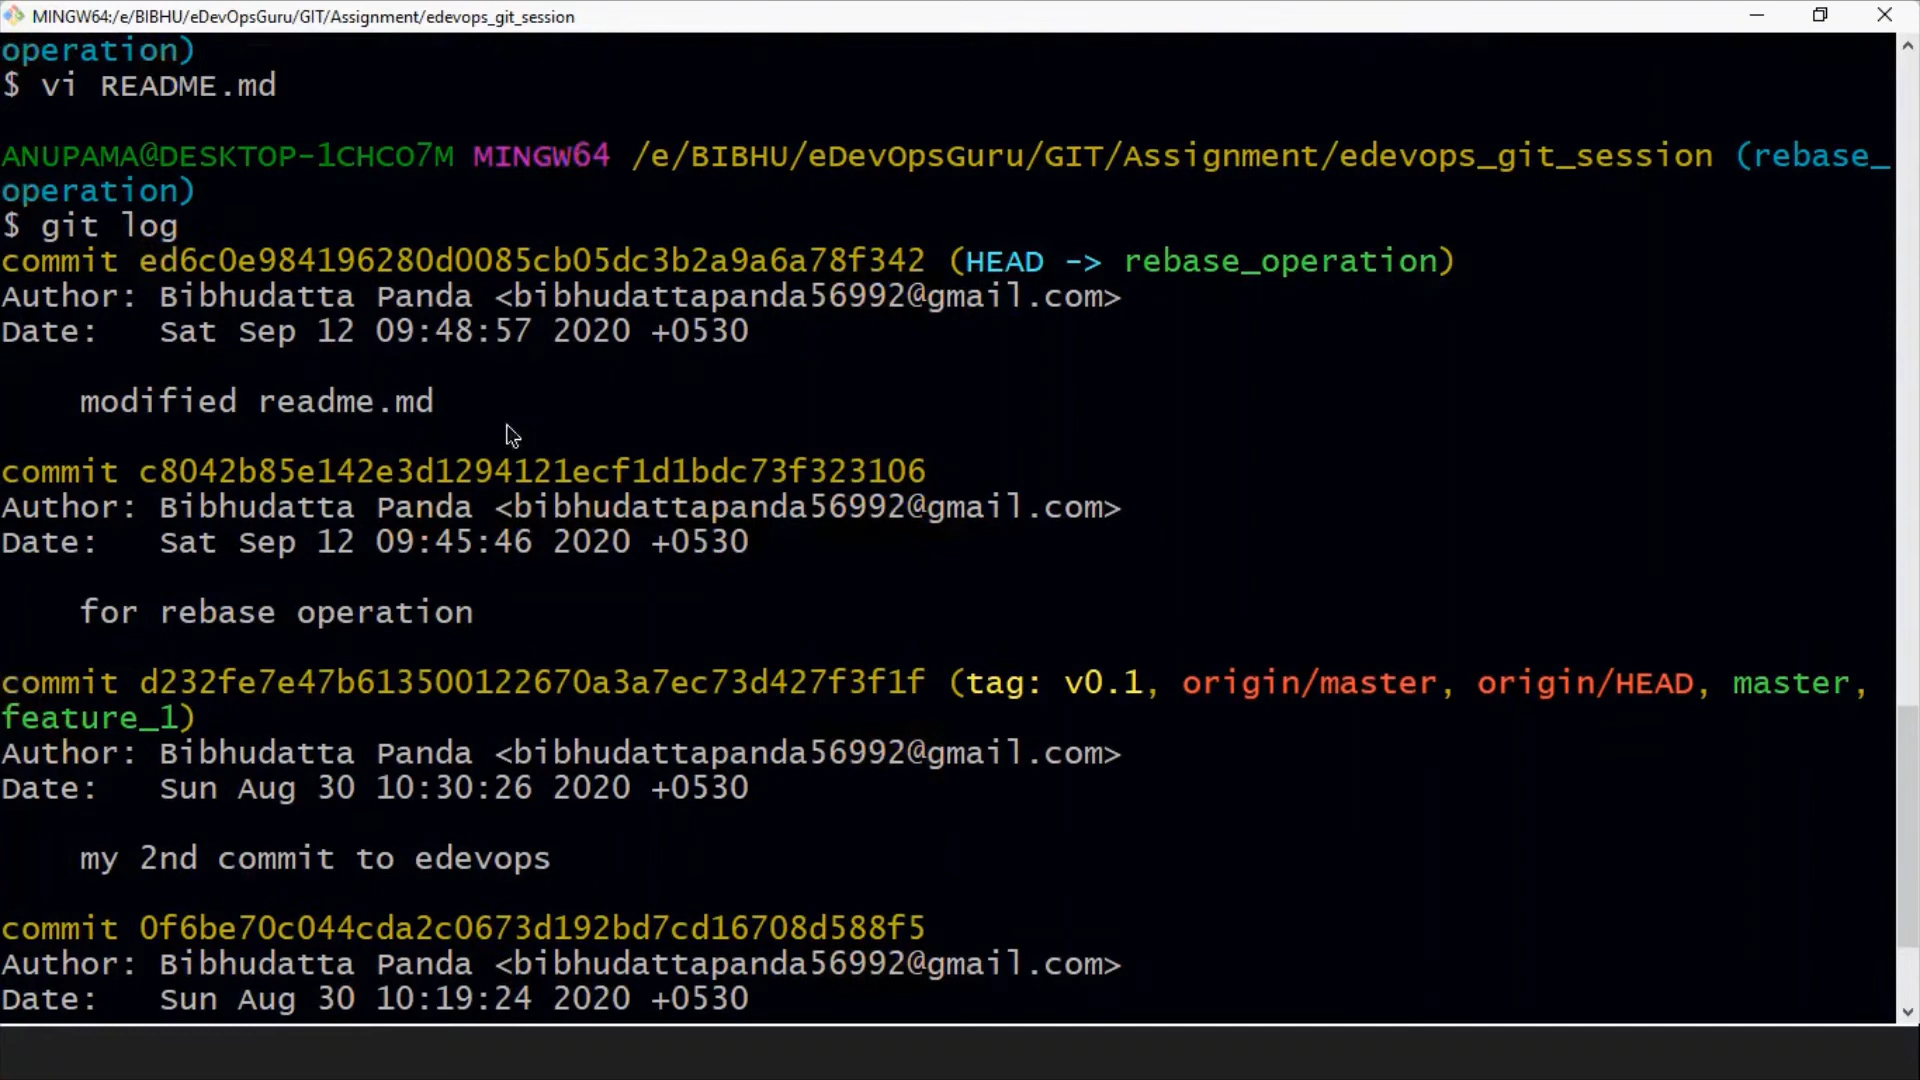 MINGW64:/e/BIBHU/eDevOpsGuru/GIT/Assignment/edevops_git_session
operation)
$ vi README.md
ANUPAMA@DESKTOP-1CHCO7M MINGW64 /e/BIBHU/eDevOpsGuru/GIT/Assignment/edevops_git_session (rebase_
operation)
$ git log
commit ed6c0e984196280d0085cb05dc3b2a9a6a78f342 (HEAD -> rebase_operation)
Author: Bibhudatta Panda <bibhudattapanda56992@gmail.com>
Date:   Sat Sep 12 09:48:57 2020 +0530
modified readme.md
commit c8042b85e142e3d1294121ecf1d1bdc73f323106
Author: Bibhudatta Panda <bibhudattapanda56992@gmail.com>
Date:   Sat Sep 12 09:45:46 2020 +0530
for rebase operation
commit d232fe7e47b613500122670a3a7ec73d427f3f1f (tag: v0.1, origin/master, origin/HEAD, master,
feature_1)
Author: Bibhudatta Panda <bibhudattapanda56992@gmail.com>
Date:   Sun Aug 30 10:30:26 2020 +0530
my 2nd commit to edevops
commit 0f6be70c044cda2c0673d192bd7cd16708d588f5
Author: Bibhudatta Panda <bibhudattapanda56992@gmail.com>
Date:   Sun Aug 30 10:19:24 2020 +0530